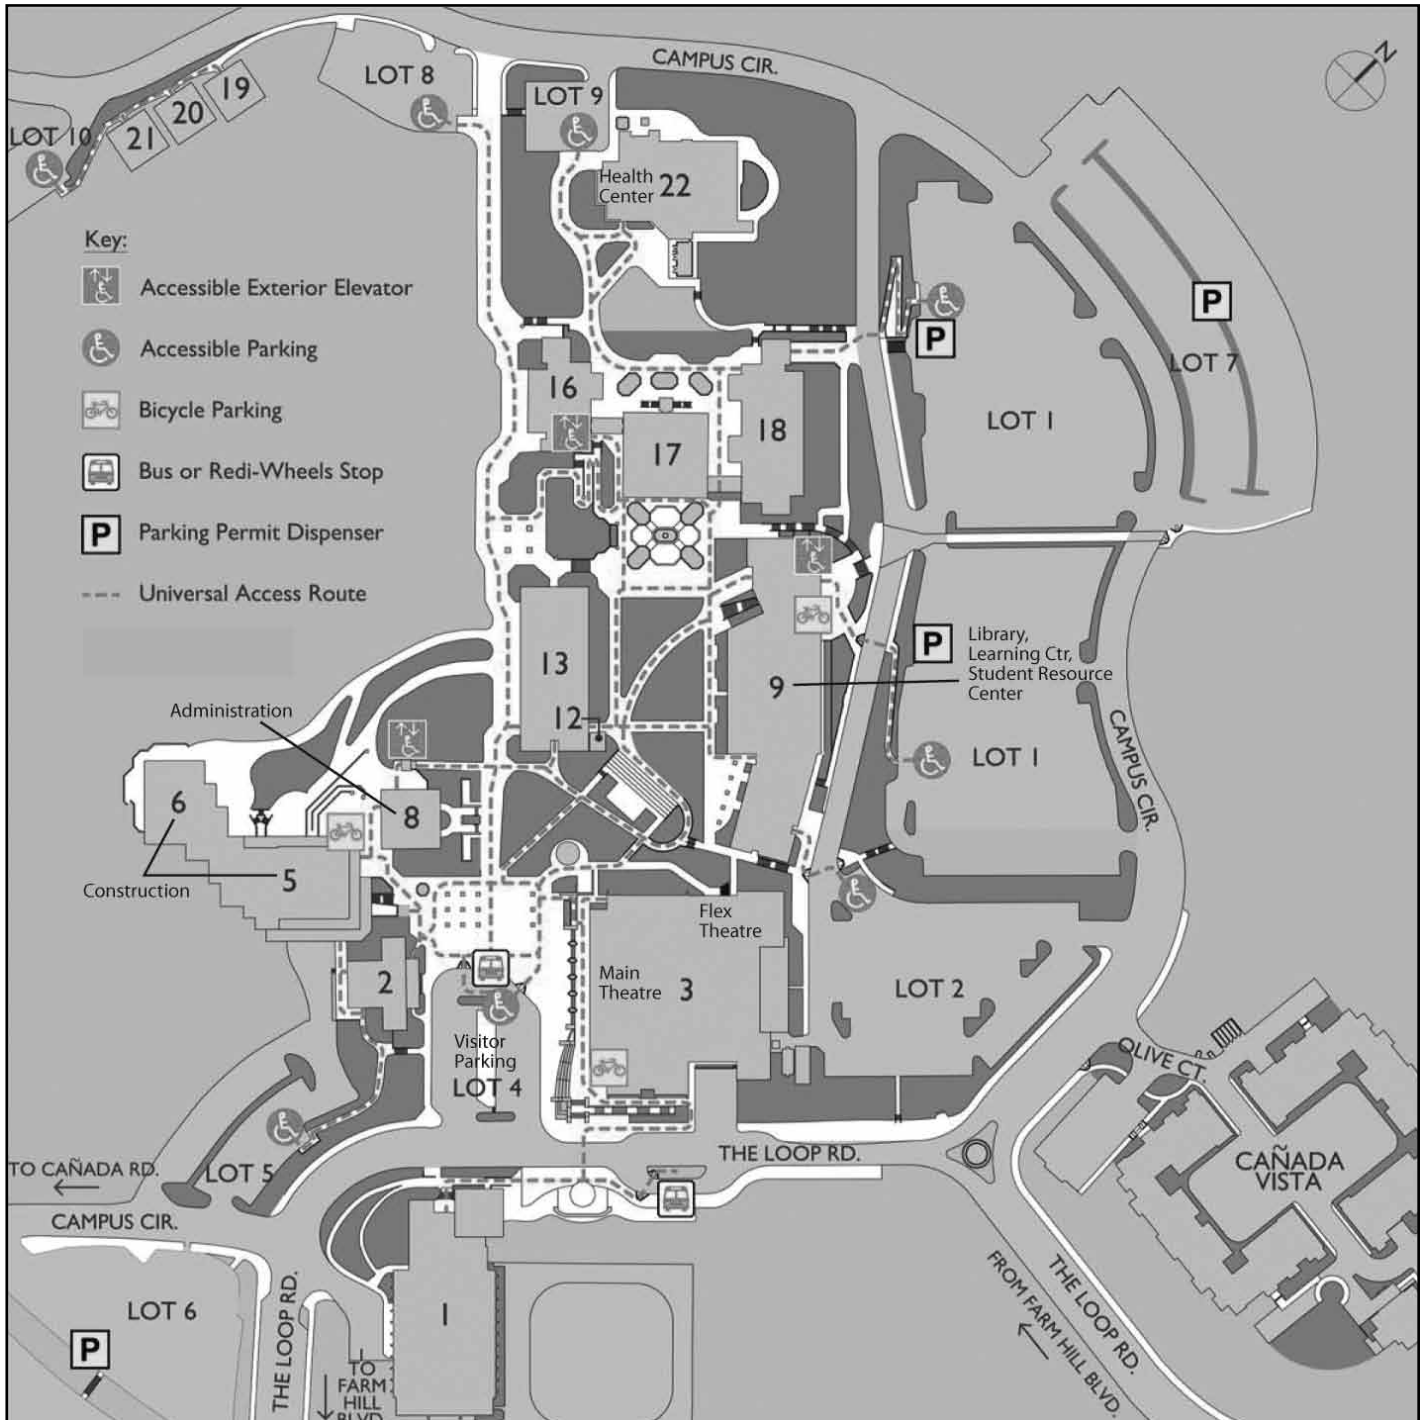 CAMPUS CIR.
N
LOT 8
LOT 9
19
20
21
LOT 10
Health
Center
22
Key:
Accessible Exterior Elevator
Accessible Parking
Bicycle Parking
Bus or Redi-Wheels Stop
P
Parking Permit Dispenser
Universal Access Route
P
P
LOT 7
LOT 1
16
17
18
P
Library,
Learning Ctr,
Student Resource
Center
13
12
9
LOT 1
CAMPUS CIR.
Administration
6
8
5
Construction
Flex
Theatre
Main
Theatre
3
2
LOT 2
Visitor
Parking
LOT 4
OLIVE CT.
THE LOOP RD.
CAÑADA
VISTA
TO CAÑADA RD.
LOT 5
CAMPUS CIR.
LOT 6
P
THE LOOP RD.
TO
FARM
HILL
BLVD.
1
FROM FARM HILL BLVD.
THE LOOP RD.